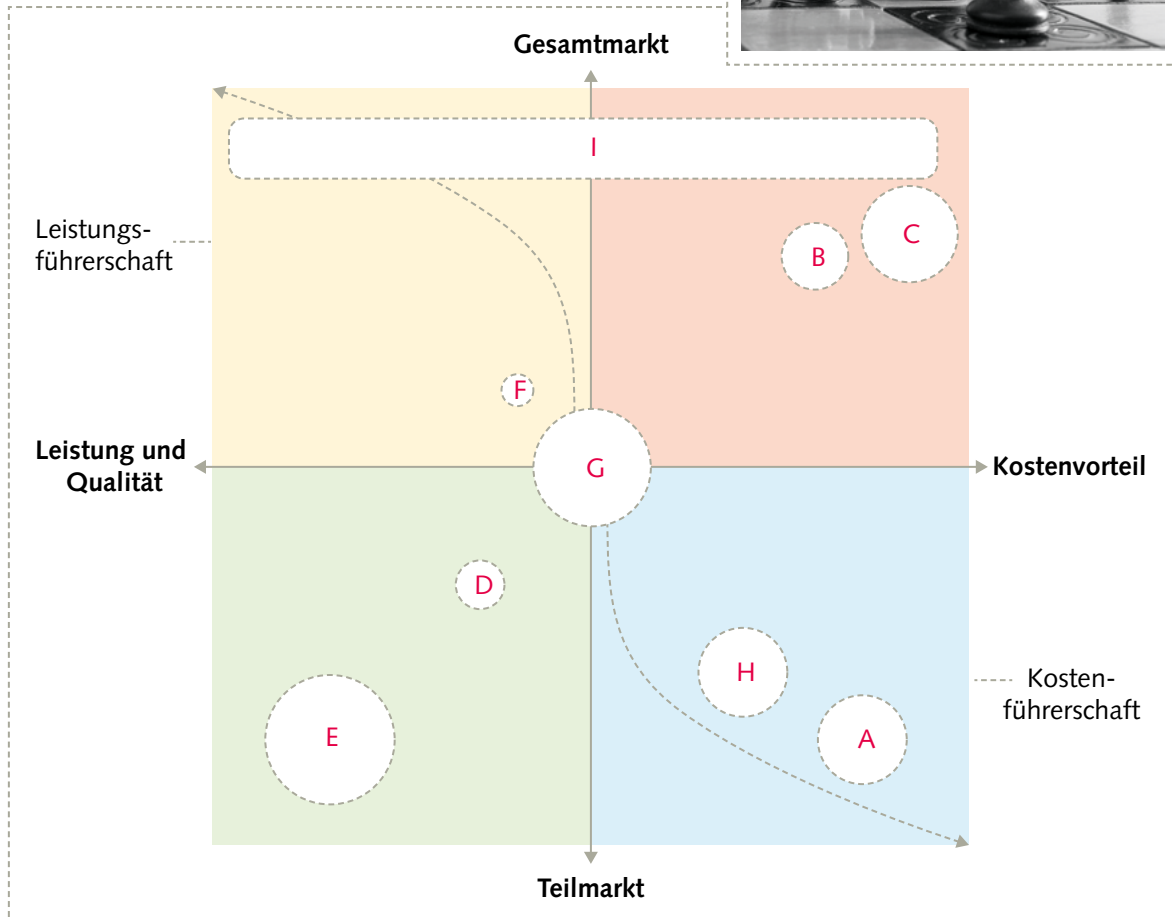 Gesamtmarkt
I
Leistungs-
führerschaft
C
B
F
Leistung und
Qualität
G
Kostenvorteil
D
H
Kosten-
führerschaft
E
A
Teilmarkt